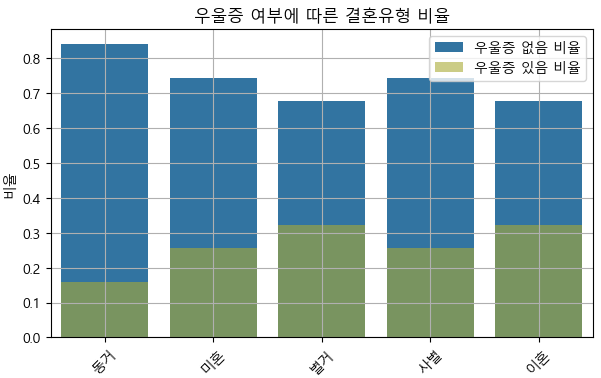 우울증 여부에 따른 결혼유형 비율
우울증 없음 비율
우울증 있음 비율
비율
0.8
0.7
0.6
0.5
0.4
0.3
0.2
0.1
0.0
동거
미혼
별거
사별
이혼